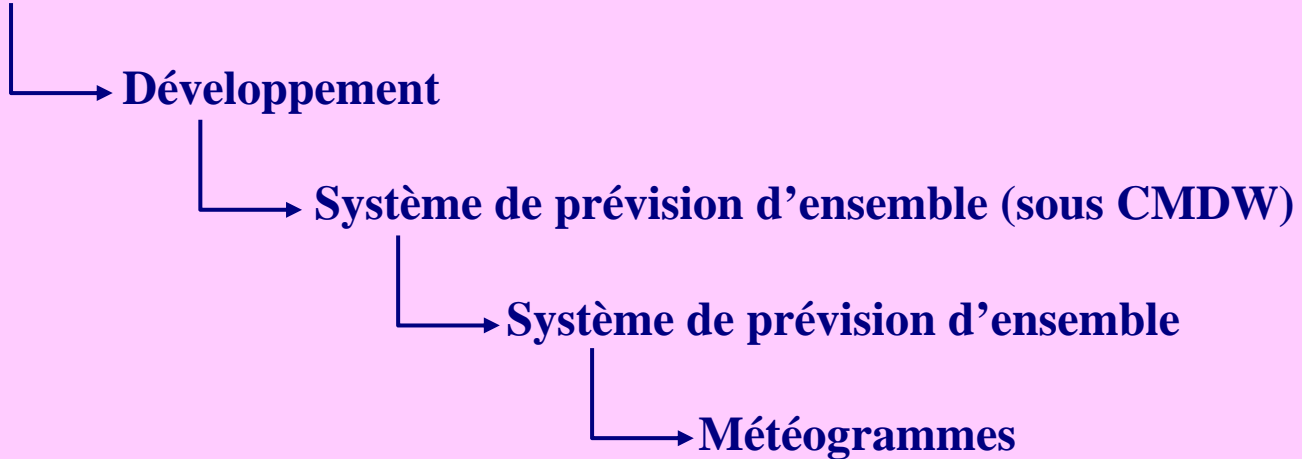 Développement
Système de prévision d’ensemble (sous CMDW)
Système de prévision d’ensemble
Météogrammes